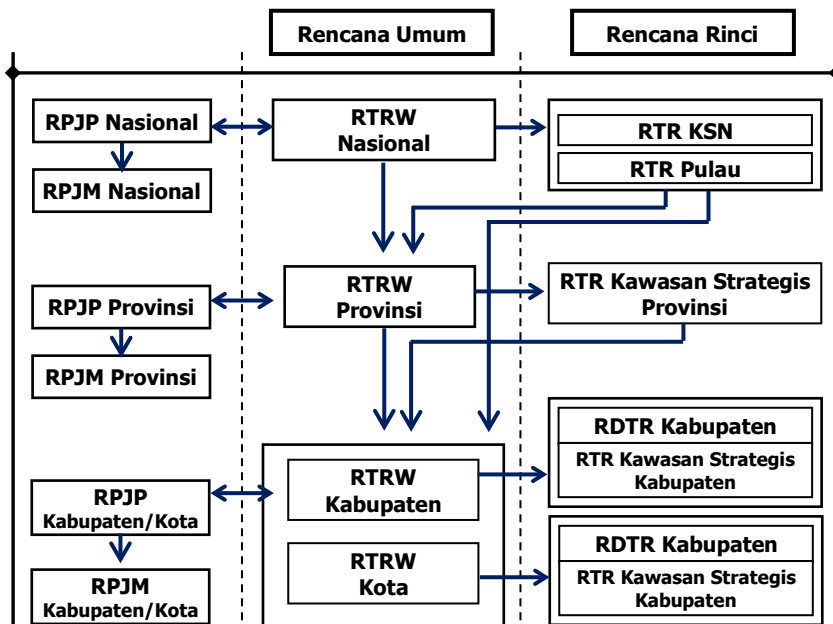 Rencana Umum
Rencana Rinci
RPJP Nasional
RPJM Nasional
RTRW
Nasional
RTR KSN
RTR Pulau
RPJP Provinsi
RPJM Provinsi
RTRW
Provinsi
RTR Kawasan Strategis
Provinsi
RPJP
Kabupaten/Kota
RPJM
Kabupaten/Kota
RTRW
Kabupaten
RTRW
Kota
RDTR Kabupaten
RTR Kawasan Strategis
Kabupaten
RDTR Kabupaten
RTR Kawasan Strategis
Kabupaten